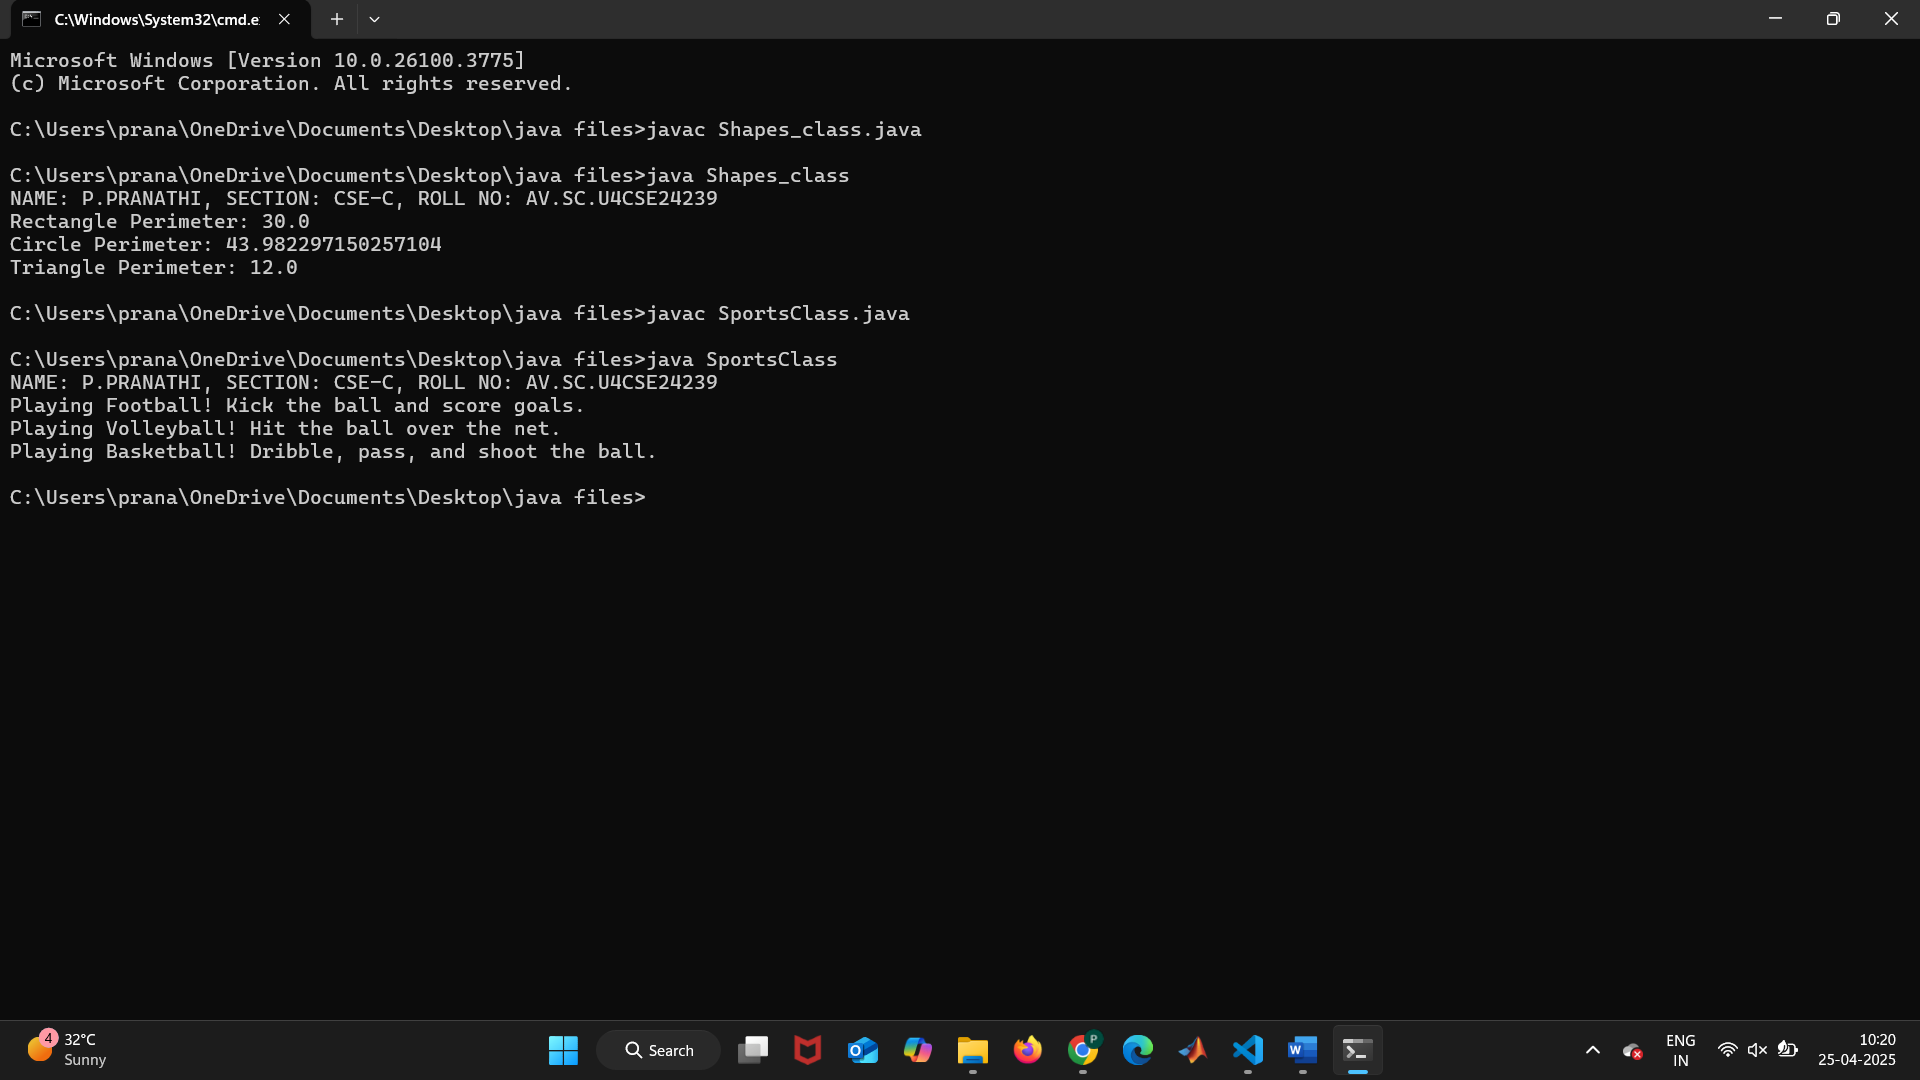 C:\Windows\System32\cmd.e
Microsoft Windows [Version 10.0.26100.3775]
(c) Microsoft Corporation. All rights reserved.
C:\Users\prana\OneDrive\Documents\Desktop\java files>javac Shapes_class.java
C:\Users\prana\OneDrive\Documents\Desktop\java files>java Shapes_class
NAME: P.PRANATHI, SECTION: CSE-C, ROLL NO: AV.SC.U4CSE24239
Rectangle Perimeter: 30.0
Circle Perimeter: 43.982297150257104
Triangle Perimeter: 12.0
C:\Users\prana\OneDrive\Documents\Desktop\java files>javac SportsClass.java
C:\Users\prana\OneDrive\Documents\Desktop\java files>java SportsClass
NAME: P.PRANATHI, SECTION: CSE-C, ROLL NO: AV.SC.U4CSE24239
Playing Football! Kick the ball and score goals.
Playing Volleyball! Hit the ball over the net.
Playing Basketball! Dribble, pass, and shoot the ball.
C:\Users\prana\OneDrive\Documents\Desktop\java files>
4
32°C
Sunny
Search
O
P
W
ENG
IN
10:20
25-04-2025